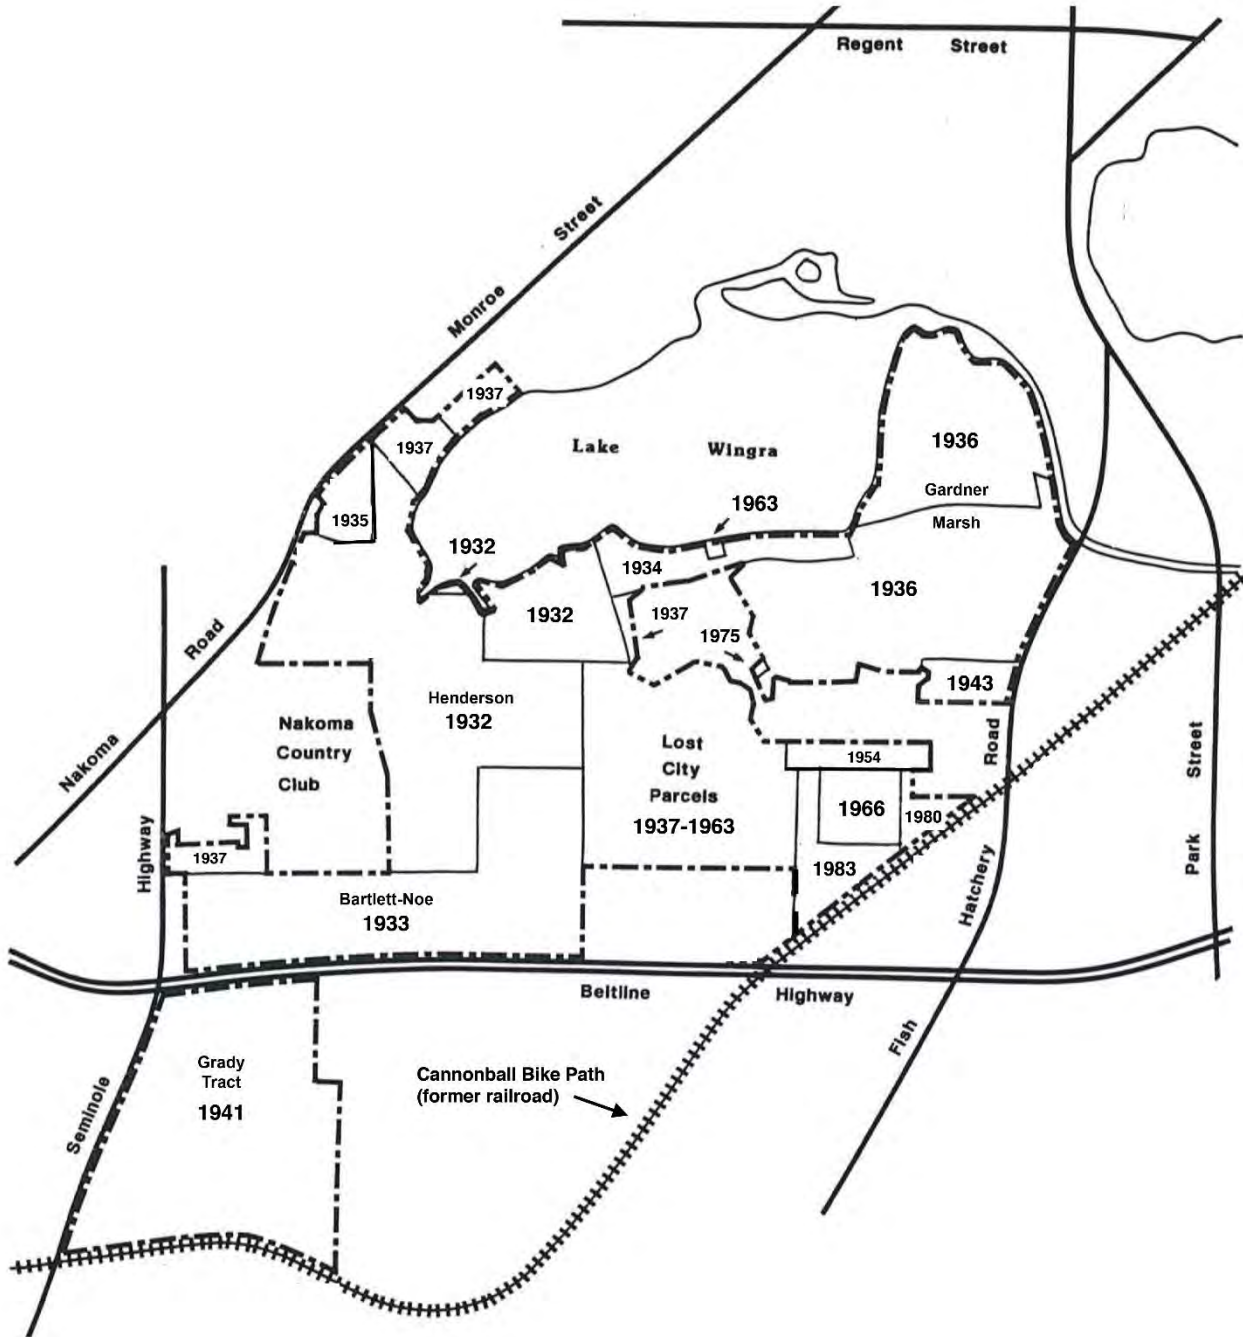 Regent Street
Street
Monroe
1937
1937
Lake Wingra
1936
Gardner
Marsh
1963
1935
1932
1934
1936
1932
1937
1975
Road
Nakoma
Henderson
1932
1943
Nakoma
Country
Club
Lost
City
Parcels
1937-1963
1954
Road
Street
1966
1980
Highway
1937
1983
Hatchery
Park
Bartlett-Noe
1933
Beltline Highway
Fish
Grady
Tract
1941
Cannonball Bike Path
(former railroad)
Seminole